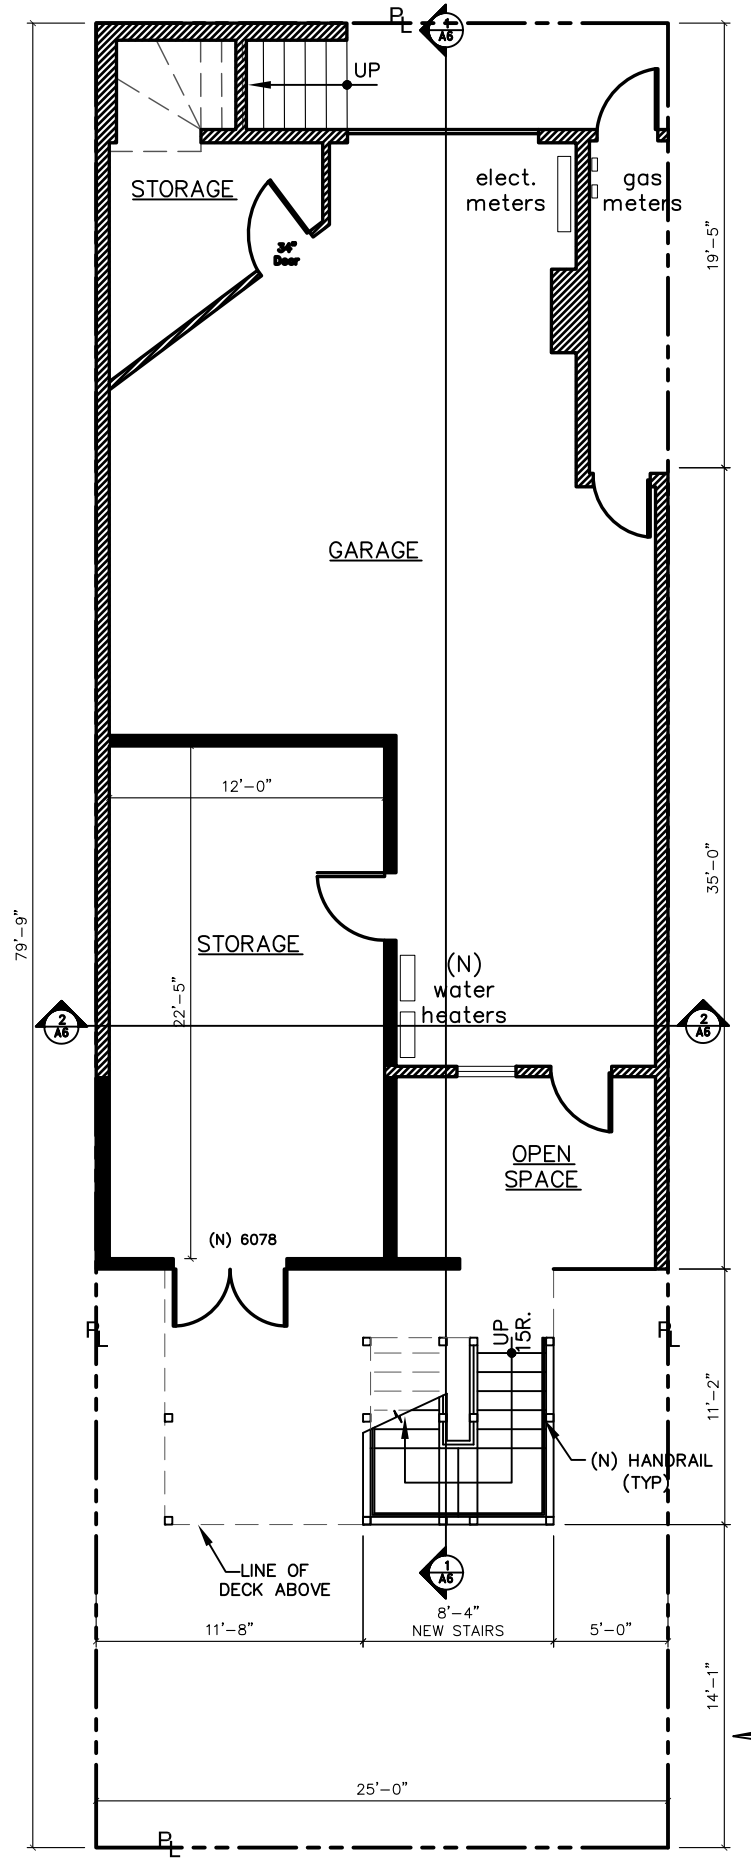 PL
1
A6
UP
STORAGE
elect.
meters
gas
meters
34"
Door
19'-5"
GARAGE
12'-0"
35'-0"
79'-9"
STORAGE
22'-5"
(N)
water
heaters
2
A6
2
A6
OPEN
SPACE
(N) 6078
PL
UP
15R.
PL
11'-2"
(N) HANDRAIL
(TYP)
LINE OF
DECK ABOVE
1
A6
8'-4"
NEW STAIRS
11'-8"
5'-0"
14'-1"
25'-0"
PL